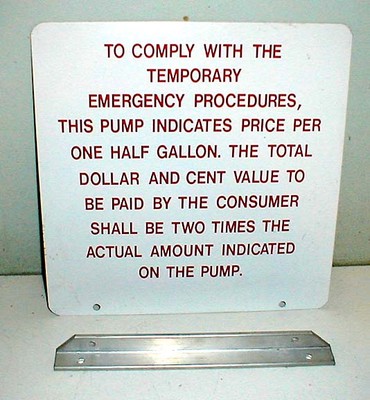 TO COMPLY WITH THE
TEMPORARY
EMERGENCY PROCEDURES,
THIS PUMP INDICATES PRICE PER
ONE HALF GALLON. THE TOTAL
DOLLAR AND CENT VALUE TO
BE PAID BY THE CONSUMER
SHALL BE TWO TIMES THE
ACTUAL AMOUNT INDICATED
ON THE PUMP.